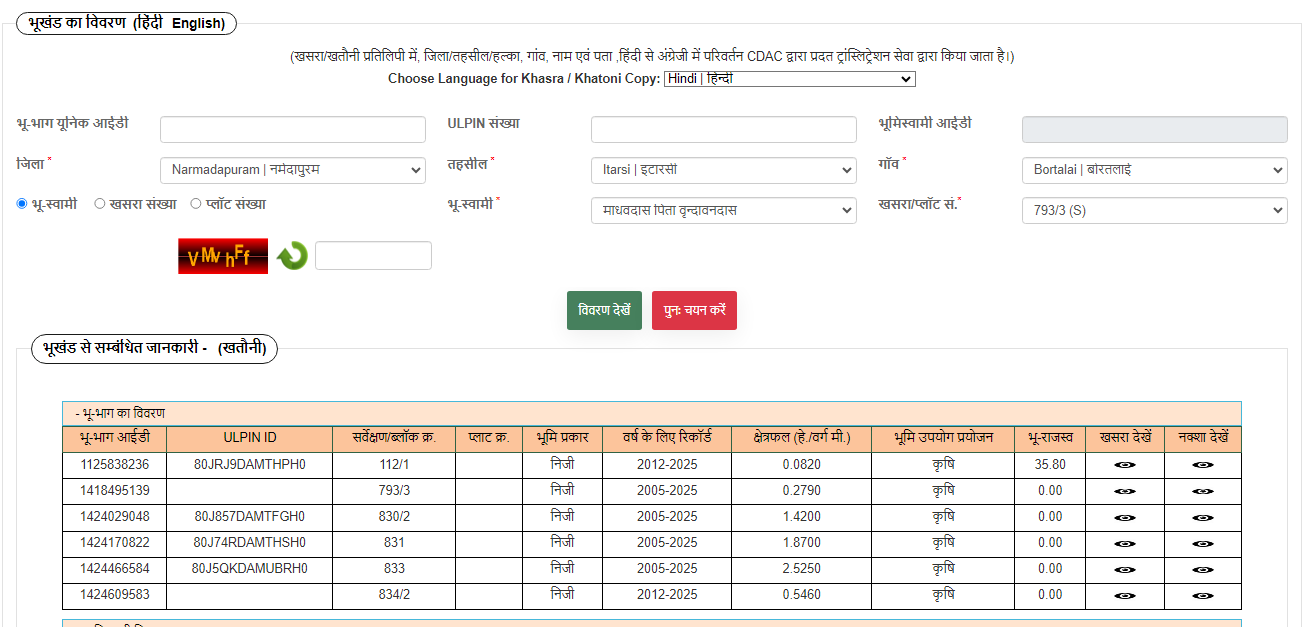 भूखंड का विवरण (हिंदी English)
(खसरा/खतौनी प्रतिलिपी में, जिला/तहसील/हल्का, गांव, नाम एवं पता ,हिंदी से अंग्रेजी में परिवर्तन CDAC द्वारा प्रदत ट्रांस्लिट्रेशन सेवा द्वारा किया जाता है।)
Choose Language for Khasra / Khatoni Copy: Hindi | हिन्दी
भू-भाग यूनिक आईडी ULPIN संख्या भूमिस्वामी आईडी
जिला * Narmadapuram | नर्मदापुरम तहसील * Itarsi | इटारसी गाँव * Bortalai | बोरतलाई
भू-स्वामी खसरा संख्या प्लॉट संख्या भू-स्वामी * माधवदास पिता वृन्दावनदास खसरा/प्लॉट सं.* 793/3 (S)
VMvhFf
विवरण देखें पुनः चयन करें
भूखंड से सम्बंधित जानकारी - (खतौनी)
- भू-भाग का विवरण
भू-भाग आईडी ULPIN ID सर्वेक्षण/ब्लॉक क्र. प्लाट क्र. भूमि प्रकार वर्ष के लिए रिकॉर्ड क्षेत्रफल (हे./वर्ग मी.) भूमि उपयोग प्रयोजन भू-राजस्व खसरा देखें नक्शा देखें
1125838236 80JRJ9DAMTHPH0 112/1 निजी 2012-2025 0.0820 कृषि 35.80
1418495139 793/3 निजी 2005-2025 0.2790 कृषि 0.00
1424029048 80J857DAMTFGH0 830/2 निजी 2005-2025 1.4200 कृषि 0.00
1424170822 80J74RDAMTHSH0 831 निजी 2005-2025 1.8700 कृषि 0.00
1424466584 80J5QKDAMUBRH0 833 निजी 2005-2025 2.5250 कृषि 0.00
1424609583 834/2 निजी 2012-2025 0.5460 कृषि 0.00